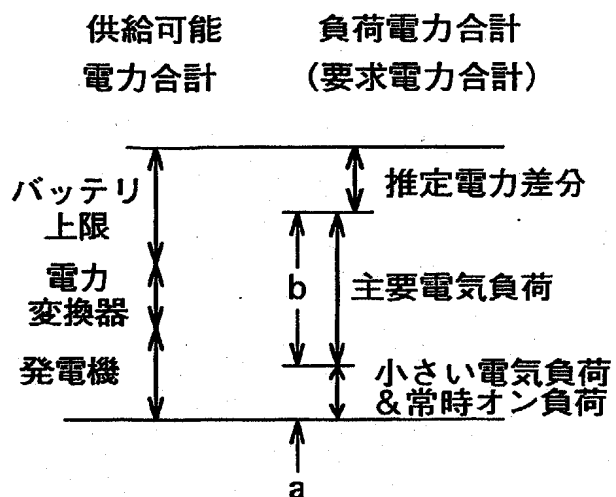 供給可能
電力合計
負荷電力合計
(要求電力合計)
バッテリ
上限
電力
変換器
発電機
推定電力差分
b
主要電気負荷
小さい電気負荷
&常時オン負荷
a